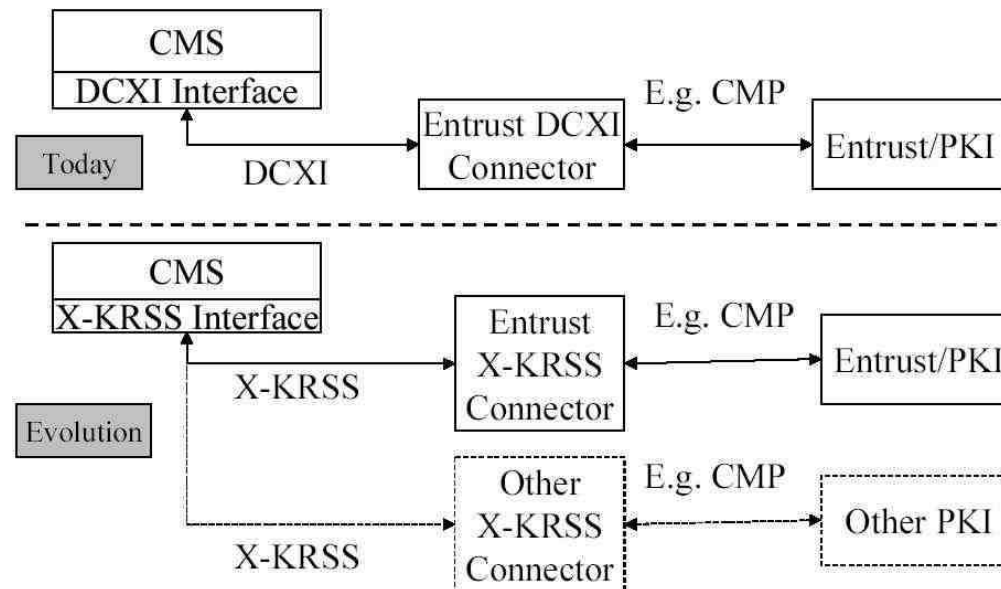 CMS
DCXI Interface
E.g. CMP
Entrust DCXI
Connector
Entrust/PKI
Today
DCXI
CMS
X-KRSS Interface
E.g. CMP
Entrust
X-KRSS
Connector
Entrust/PKI
X-KRSS
Evolution
E.g. CMP
Other
X-KRSS
Connector
Other PKI
X-KRSS